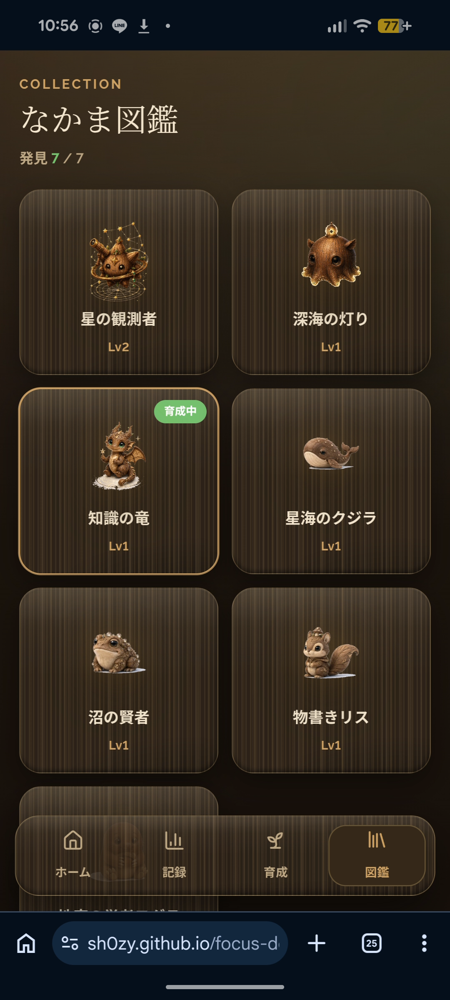 10:56
LINE
77
COLLECTION
なかま図鑑
発見 7 / 7
星の観測者
Lv2
深海の灯り
Lv1
育成中
知識の竜
Lv1
星海のクジラ
Lv1
沼の賢者
Lv1
物書きリス
Lv1
ホーム
記録
育成
図鑑
sh0zy.github.io/focus-d
25